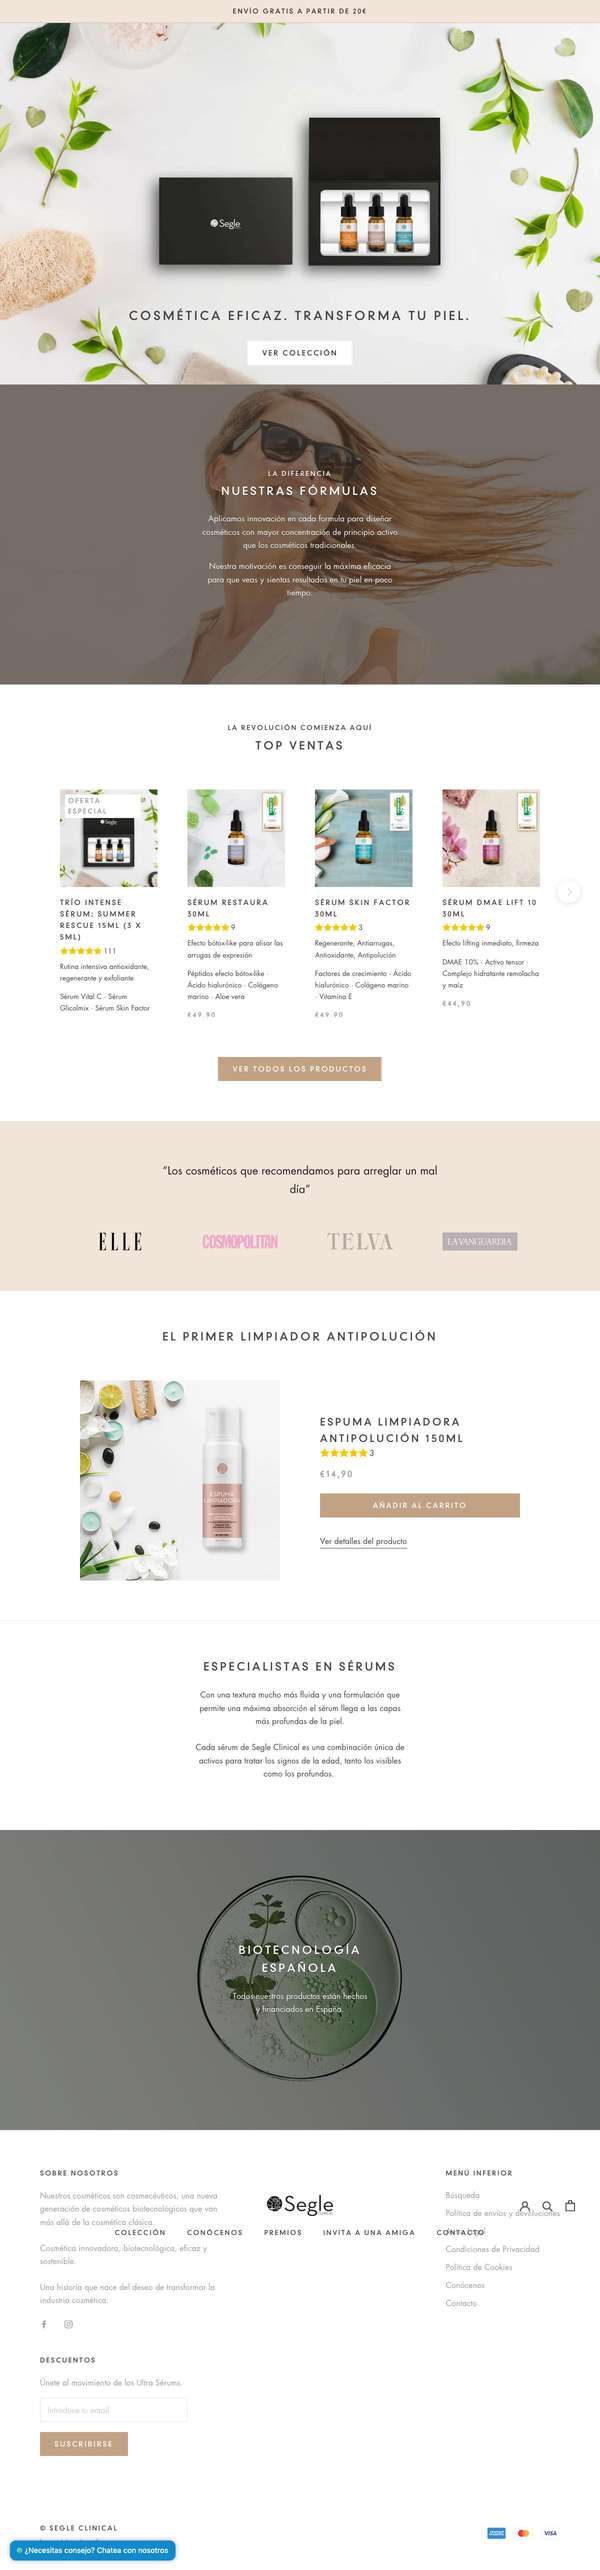 ENVÍO GRATIS A PARTIR DE 20€
Segle
COSMÉTICA EFICAZ. TRANSFORMA TU PIEL.
VER COLECCIÓN
LA DIFERENCIA
NUESTRAS FÓRMULAS
Aplicamos innovación en cada formula para diseñar
cosméticos con mayor concentración de principio activo
que los cosméticos tradicionales.
Nuestra motivación es conseguir la máxima eficacia
para que veas y sientas resultados en tu piel en poco
tiempo.
LA REVOLUCIÓN COMIENZA AQUÍ
TOP VENTAS
OFERTA
ESPECIAL
Segle
TRÍO INTENSE
SÉRUM: SUMMER
RESCUE 15ML (3 X
5ML)
111
Rutina intensiva antioxidante,
regenerante y exfoliante
Sérum Vital C · Sérum
Glicolmix · Sérum Skin Factor
SÉRUM RESTAURA
30ML
9
Efecto bótox-like para alisar las
arrugas de expresión
Péptidos efecto bótox-like ·
Ácido hialurónico · Colágeno
marino · Aloe vera
€49,90
SÉRUM SKIN FACTOR
30ML
3
Regenerante, Antiarrugas,
Antioxidante, Antipolución
Factores de crecimiento · Ácido
hialurónico · Colágeno marino
· Vitamina E
€49,90
SÉRUM DMAE LIFT 10
30ML
9
Efecto lifting inmediato, firmeza
DMAE 10% · Activo tensor ·
Complejo hidratante remolacha
y maíz
€44,90
VER TODOS LOS PRODUCTOS
“Los cosméticos que recomendamos para arreglar un mal
día”
ELLE
COSMOPOLITAN
TELVA
LA VANGUARDIA
EL PRIMER LIMPIADOR ANTIPOLUCIÓN
ESPUMA
LIMPIADORA
ESPUMA LIMPIADORA
ANTIPOLUCIÓN 150ML
3
€14,90
AÑADIR AL CARRITO
Ver detalles del producto
ESPECIALISTAS EN SÉRUMS
Con una textura mucho más fluida y una formulación que
permite una máxima absorción el sérum llega a las capas
más profundas de la piel.
Cada sérum de Segle Clinical es una combinación única de
activos para tratar los signos de la edad, tanto los visibles
como los profundos.
BIOTECNOLOGÍA
ESPAÑOLA
Todos nuestros productos están hechos
y financiados en España.
SOBRE NOSOTROS
Nuestros cosméticos son cosmecéuticos, una nueva
generación de cosméticos biotecnológicos que van
más allá de la cosmética clásica.
Cosmética innovadora, biotecnológica, eficaz y
sostenible.
Una historia que nace del deseo de transformar la
industria cosmética.
Segle
COLECCIÓN
CONÓCENOS
PREMIOS
INVITA A UNA AMIGA
CONTACTO
MENÚ INFERIOR
Búsqueda
Política de envíos y devoluciones
Condiciones de Privacidad
Política de Cookies
Conócenos
Contacto
DESCUENTOS
Únete al movimiento de los Ultra Sérums.
Introduce tu email
SUSCRIBIRSE
© SEGLE CLINICAL
VISA
¿Necesitas consejo? Chatea con nosotros